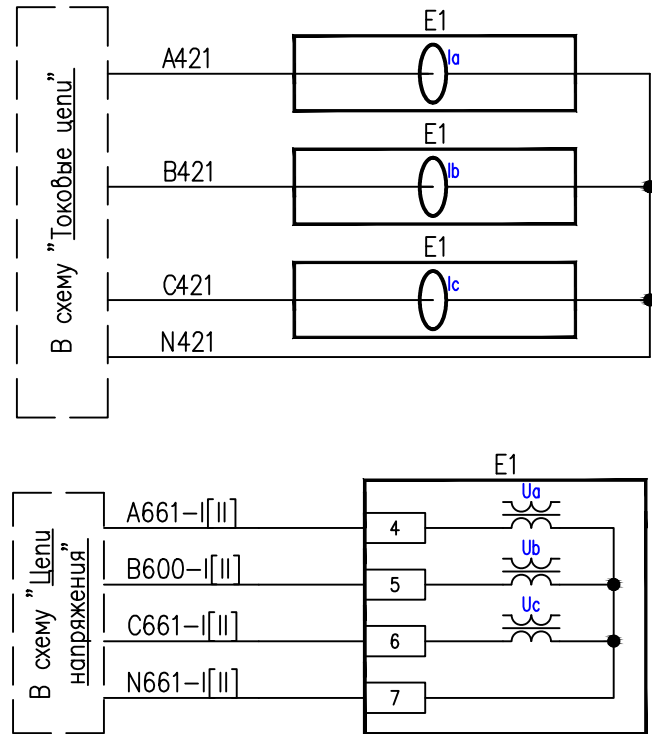 В схему "Токовые цепи"
E1
A421
Ia
E1
B421
Ib
E1
C421
Ic
N421
E1
В схему "Цепи
напряжения"
A661-I[II]
4
Ua
B600-I[II]
5
Ub
C661-I[II]
6
Uc
N661-I[II]
7